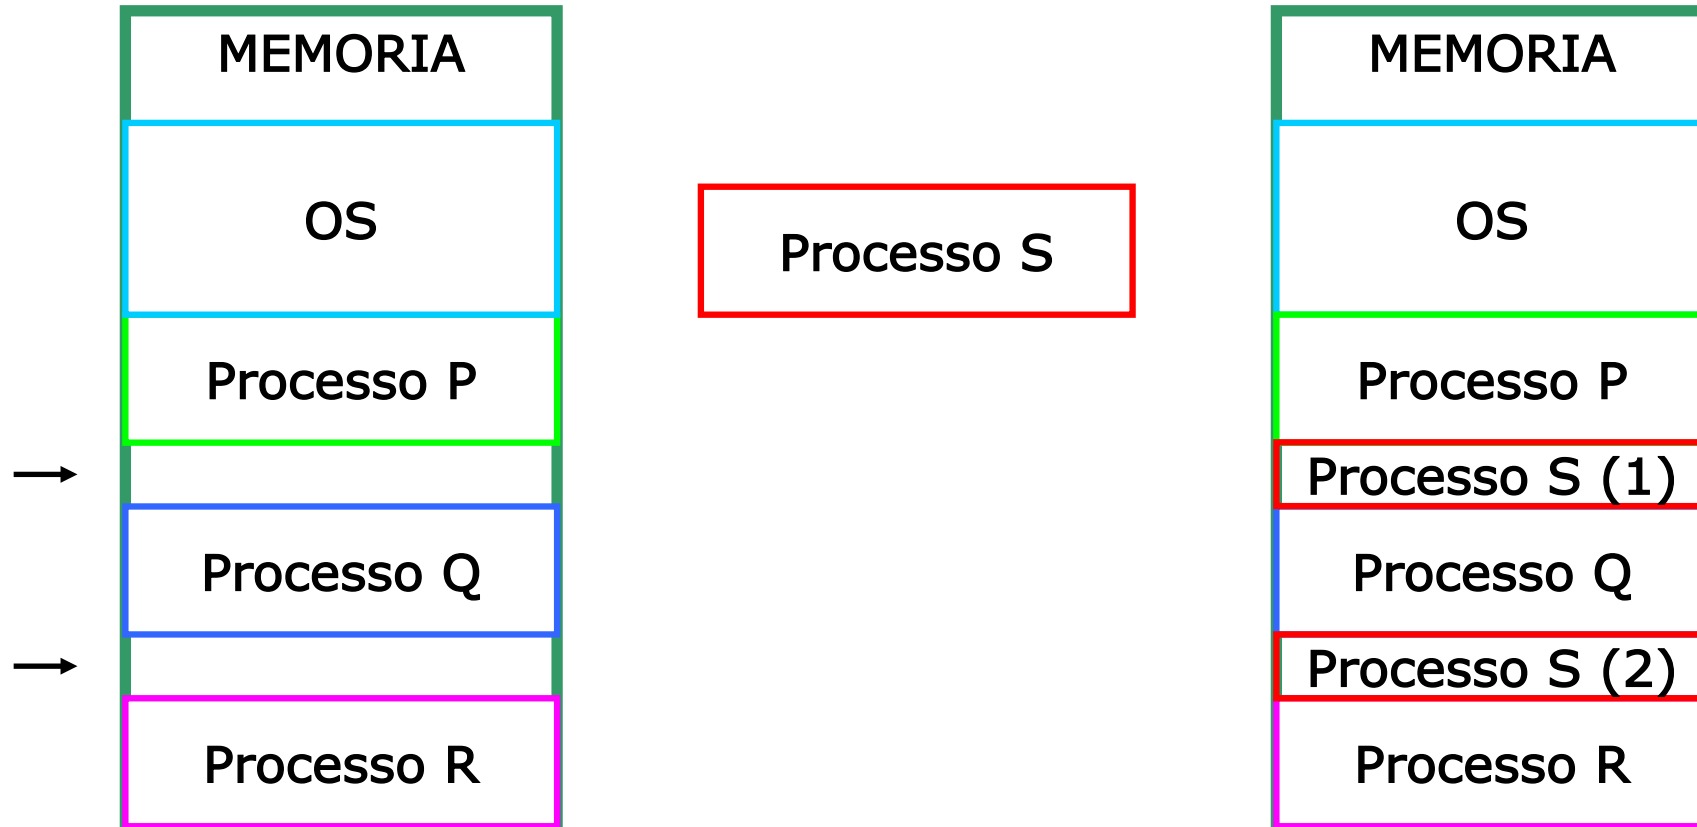 MEMORIA
OS
Processo P
Processo Q
Processo R
Processo S
MEMORIA
OS
Processo P
Processo S (1)
Processo Q
Processo S (2)
Processo R